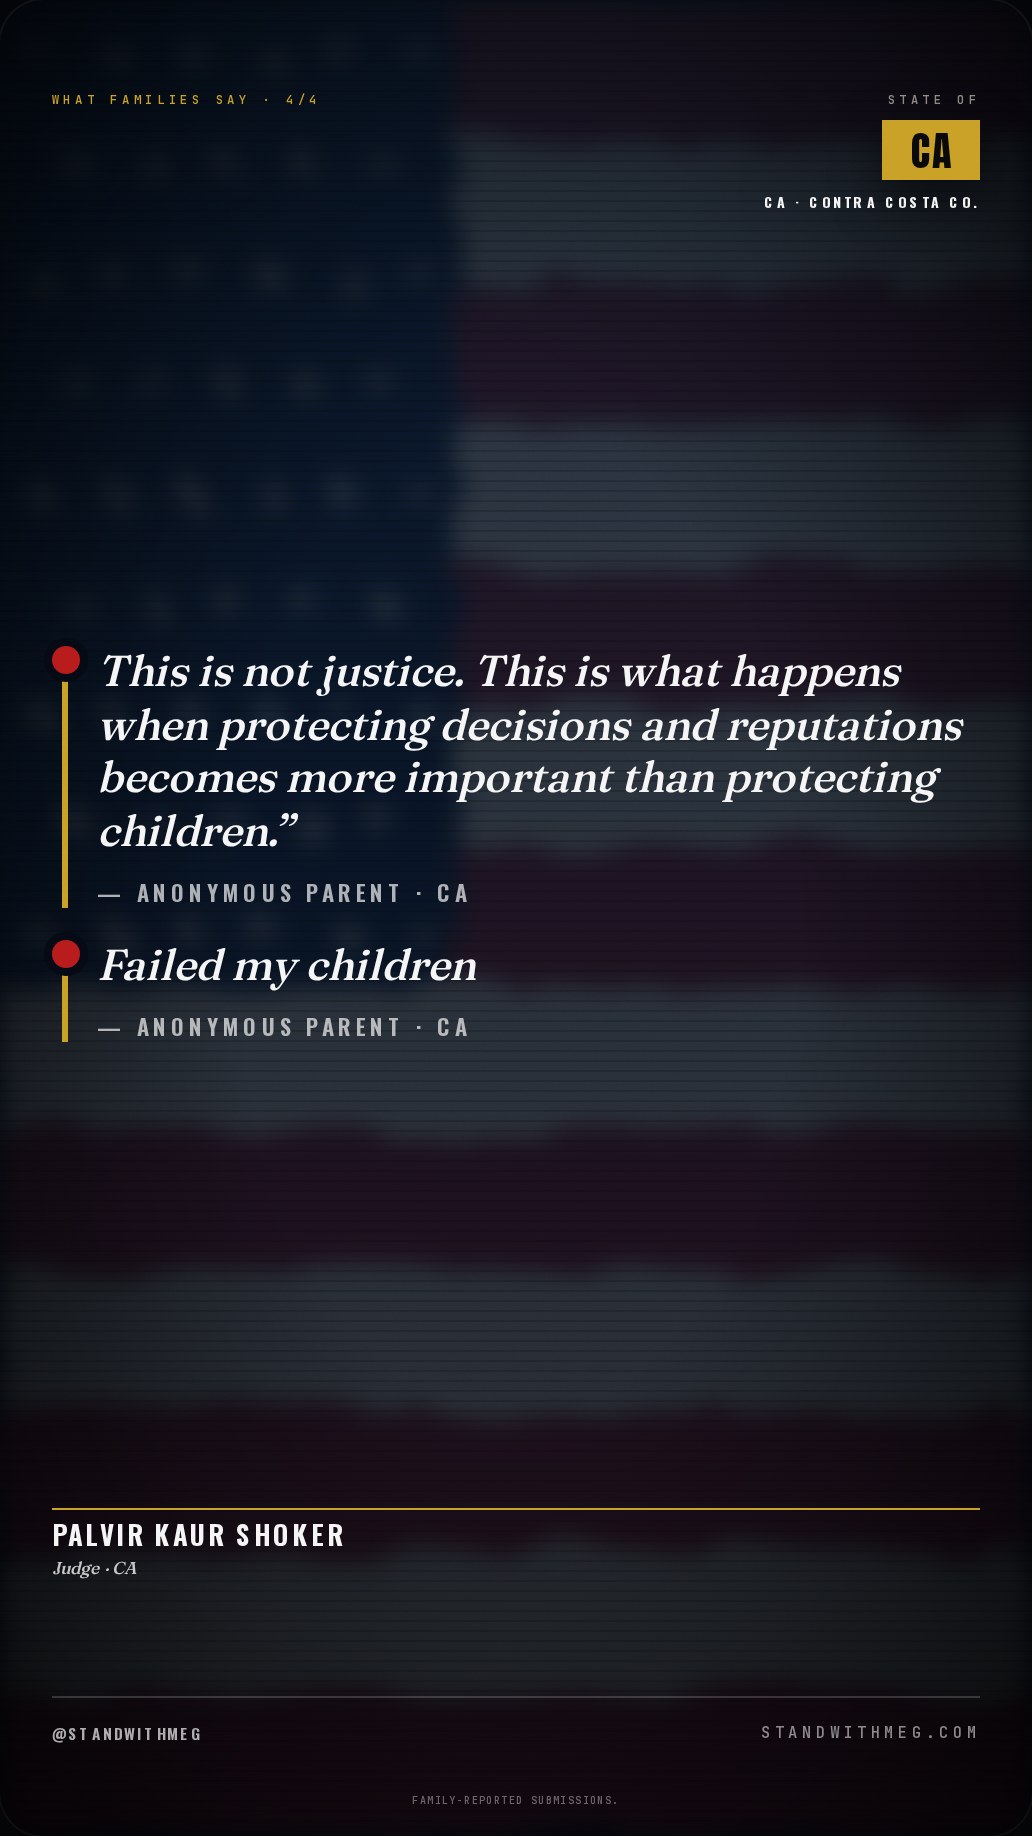 WHAT FAMILIES SAY · 4/4
STATE OF
CA
CA · CONTRA COSTA CO.
This is not justice. This is what happens
when protecting decisions and reputations
becomes more important than protecting
children.”
— ANONYMOUS PARENT · CA
Failed my children
— ANONYMOUS PARENT · CA
PALVIR KAUR SHOKER
Judge · CA
@STANDWITHMEG
STANDWITHMEG.COM
FAMILY-REPORTED SUBMISSIONS.